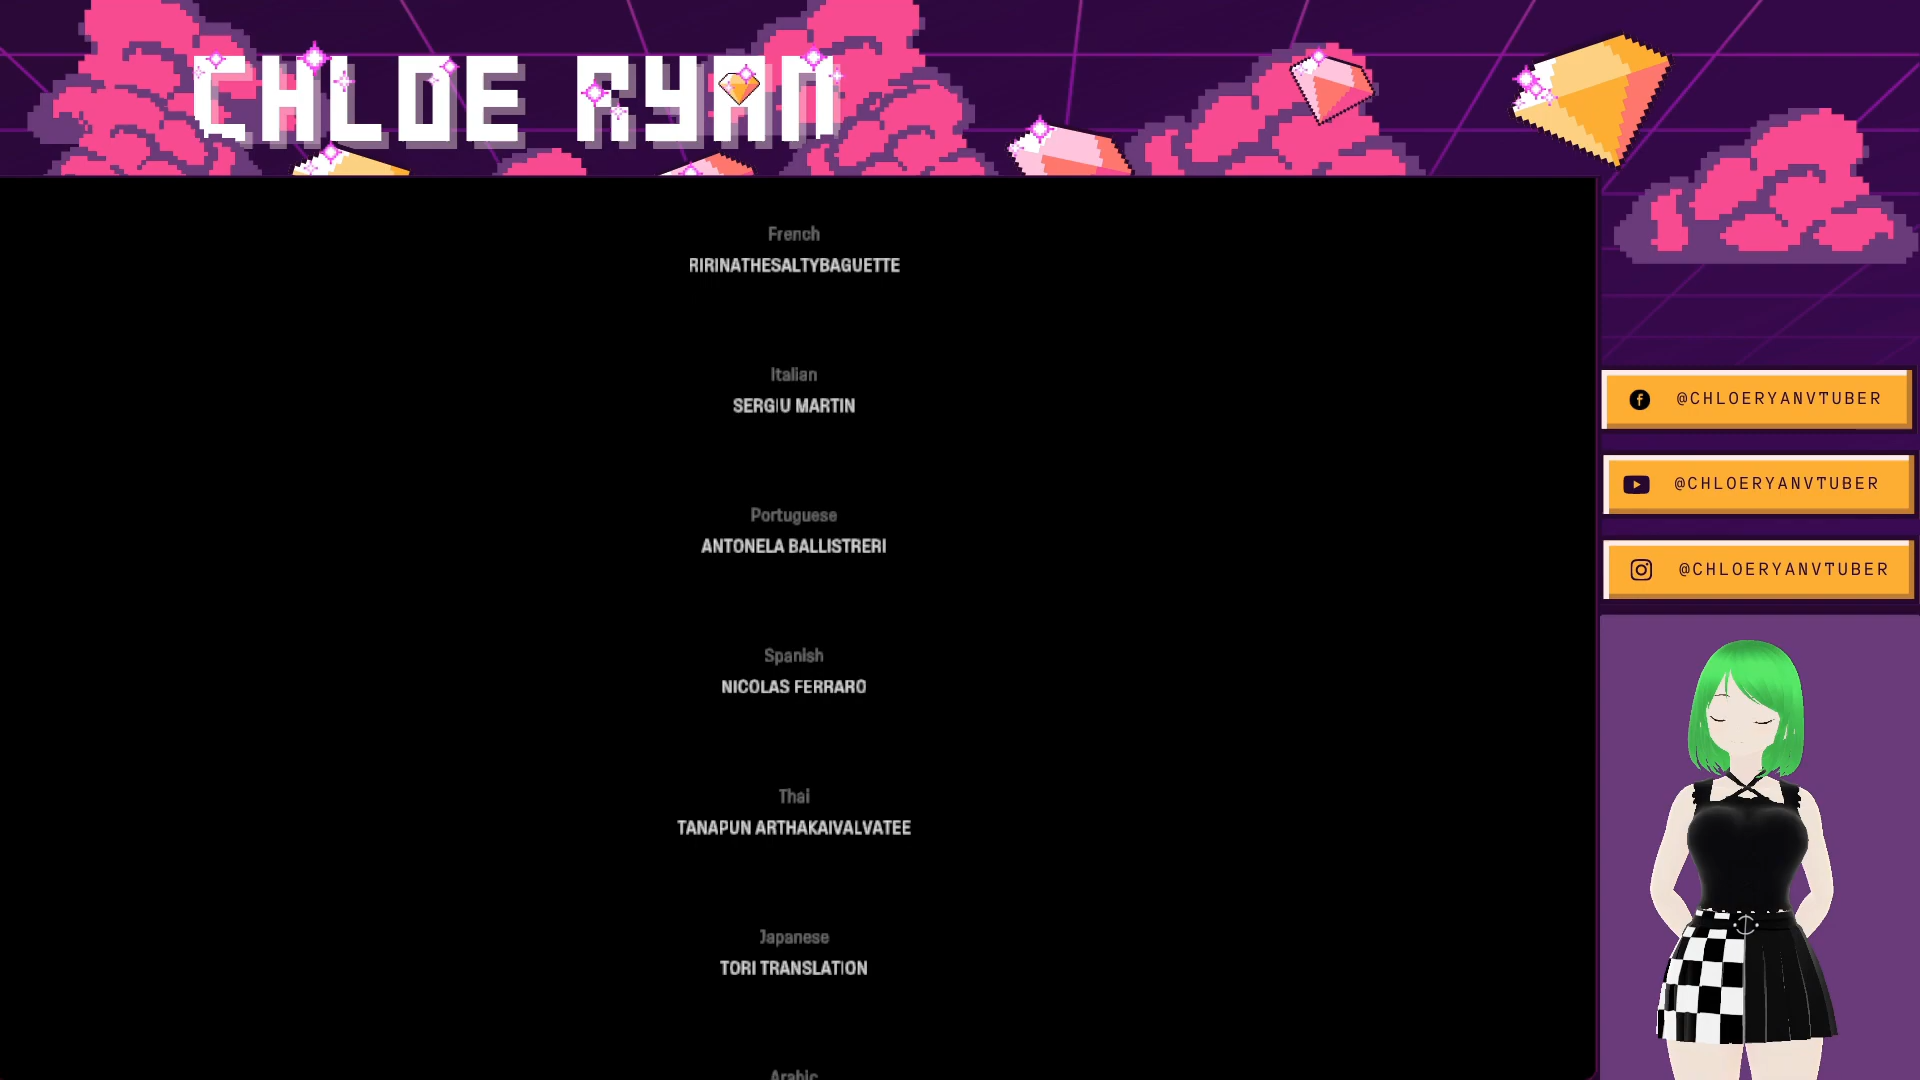 CHLOE RYAN
French
RIRINATHESALTYBAGUETTE
Italian
SERGIU MARTIN
Portuguese
ANTONELA BALLISTRERI
Spanish
NICOLAS FERRARO
Thai
TANAPUN ARTHAKAIVALVATEE
Japanese
TORI TRANSLATION
Arabic
@CHLOERYANVTUBER
@CHLOERYANVTUBER
@CHLOERYANVTUBER